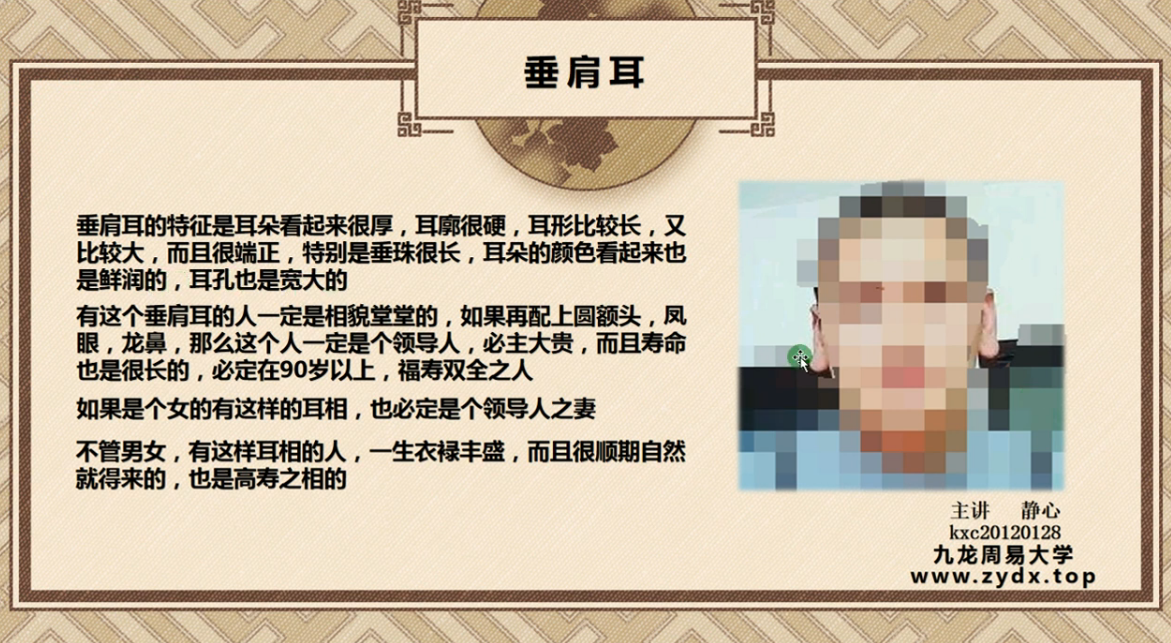 垂肩耳
垂肩耳的特征是耳朵看起来很厚，耳廓很硬，耳形比较长，又
比较大，而且很端正，特别是垂珠很长，耳朵的颜色看起来也
是鲜润的，耳孔也是宽大的
有这个垂肩耳的人一定是相貌堂堂的，如果再配上圆额头，凤
眼，龙鼻，那么这个人一定是个领导人，必主大贵，而且寿命
也是很长的，必定在90岁以上，福寿双全之人
如果是个女的有这样的耳相，也必定是个领导人之妻
不管男女，有这样耳相的人，一生衣禄丰盛，而且很顺期自然
就得来的，也是高寿之相的
主讲 静心
kxc20120128
九龙周易大学
www.zydx.top